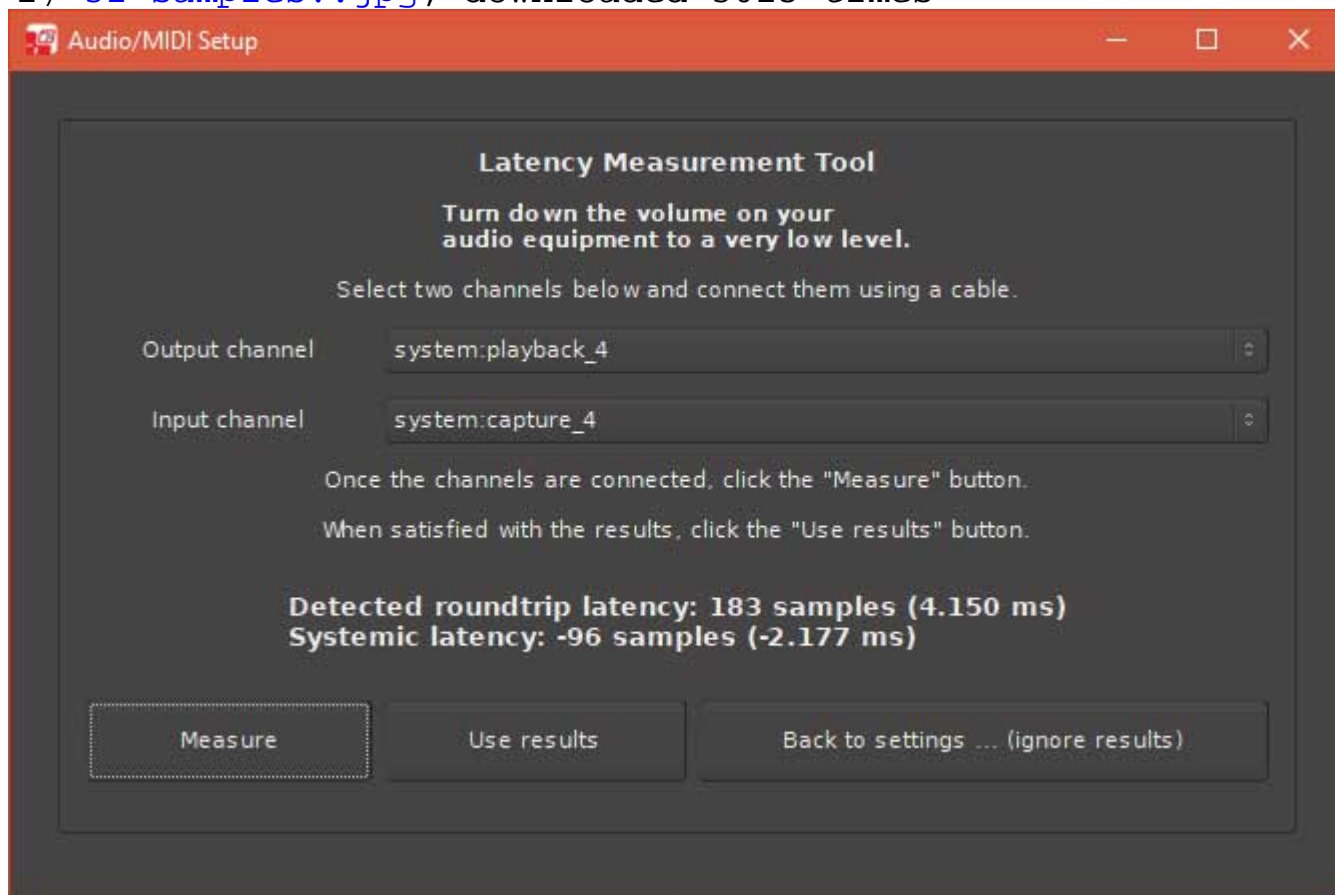 Audio/MIDI Setup
Latency Measurement Tool
Turn down the volume on your
audio equipment to a very low level.
Select two channels below and connect them using a cable.
Output channel system:playback_4
Input channel system:capture_4
Once the channels are connected, click the "Measure" button.
When satisfied with the results, click the "Use results" button.
Detected roundtrip latency: 183 samples (4.150 ms)
Systemic latency: -96 samples (-2.177 ms)
Measure Use results Back to settings ... (ignore results)